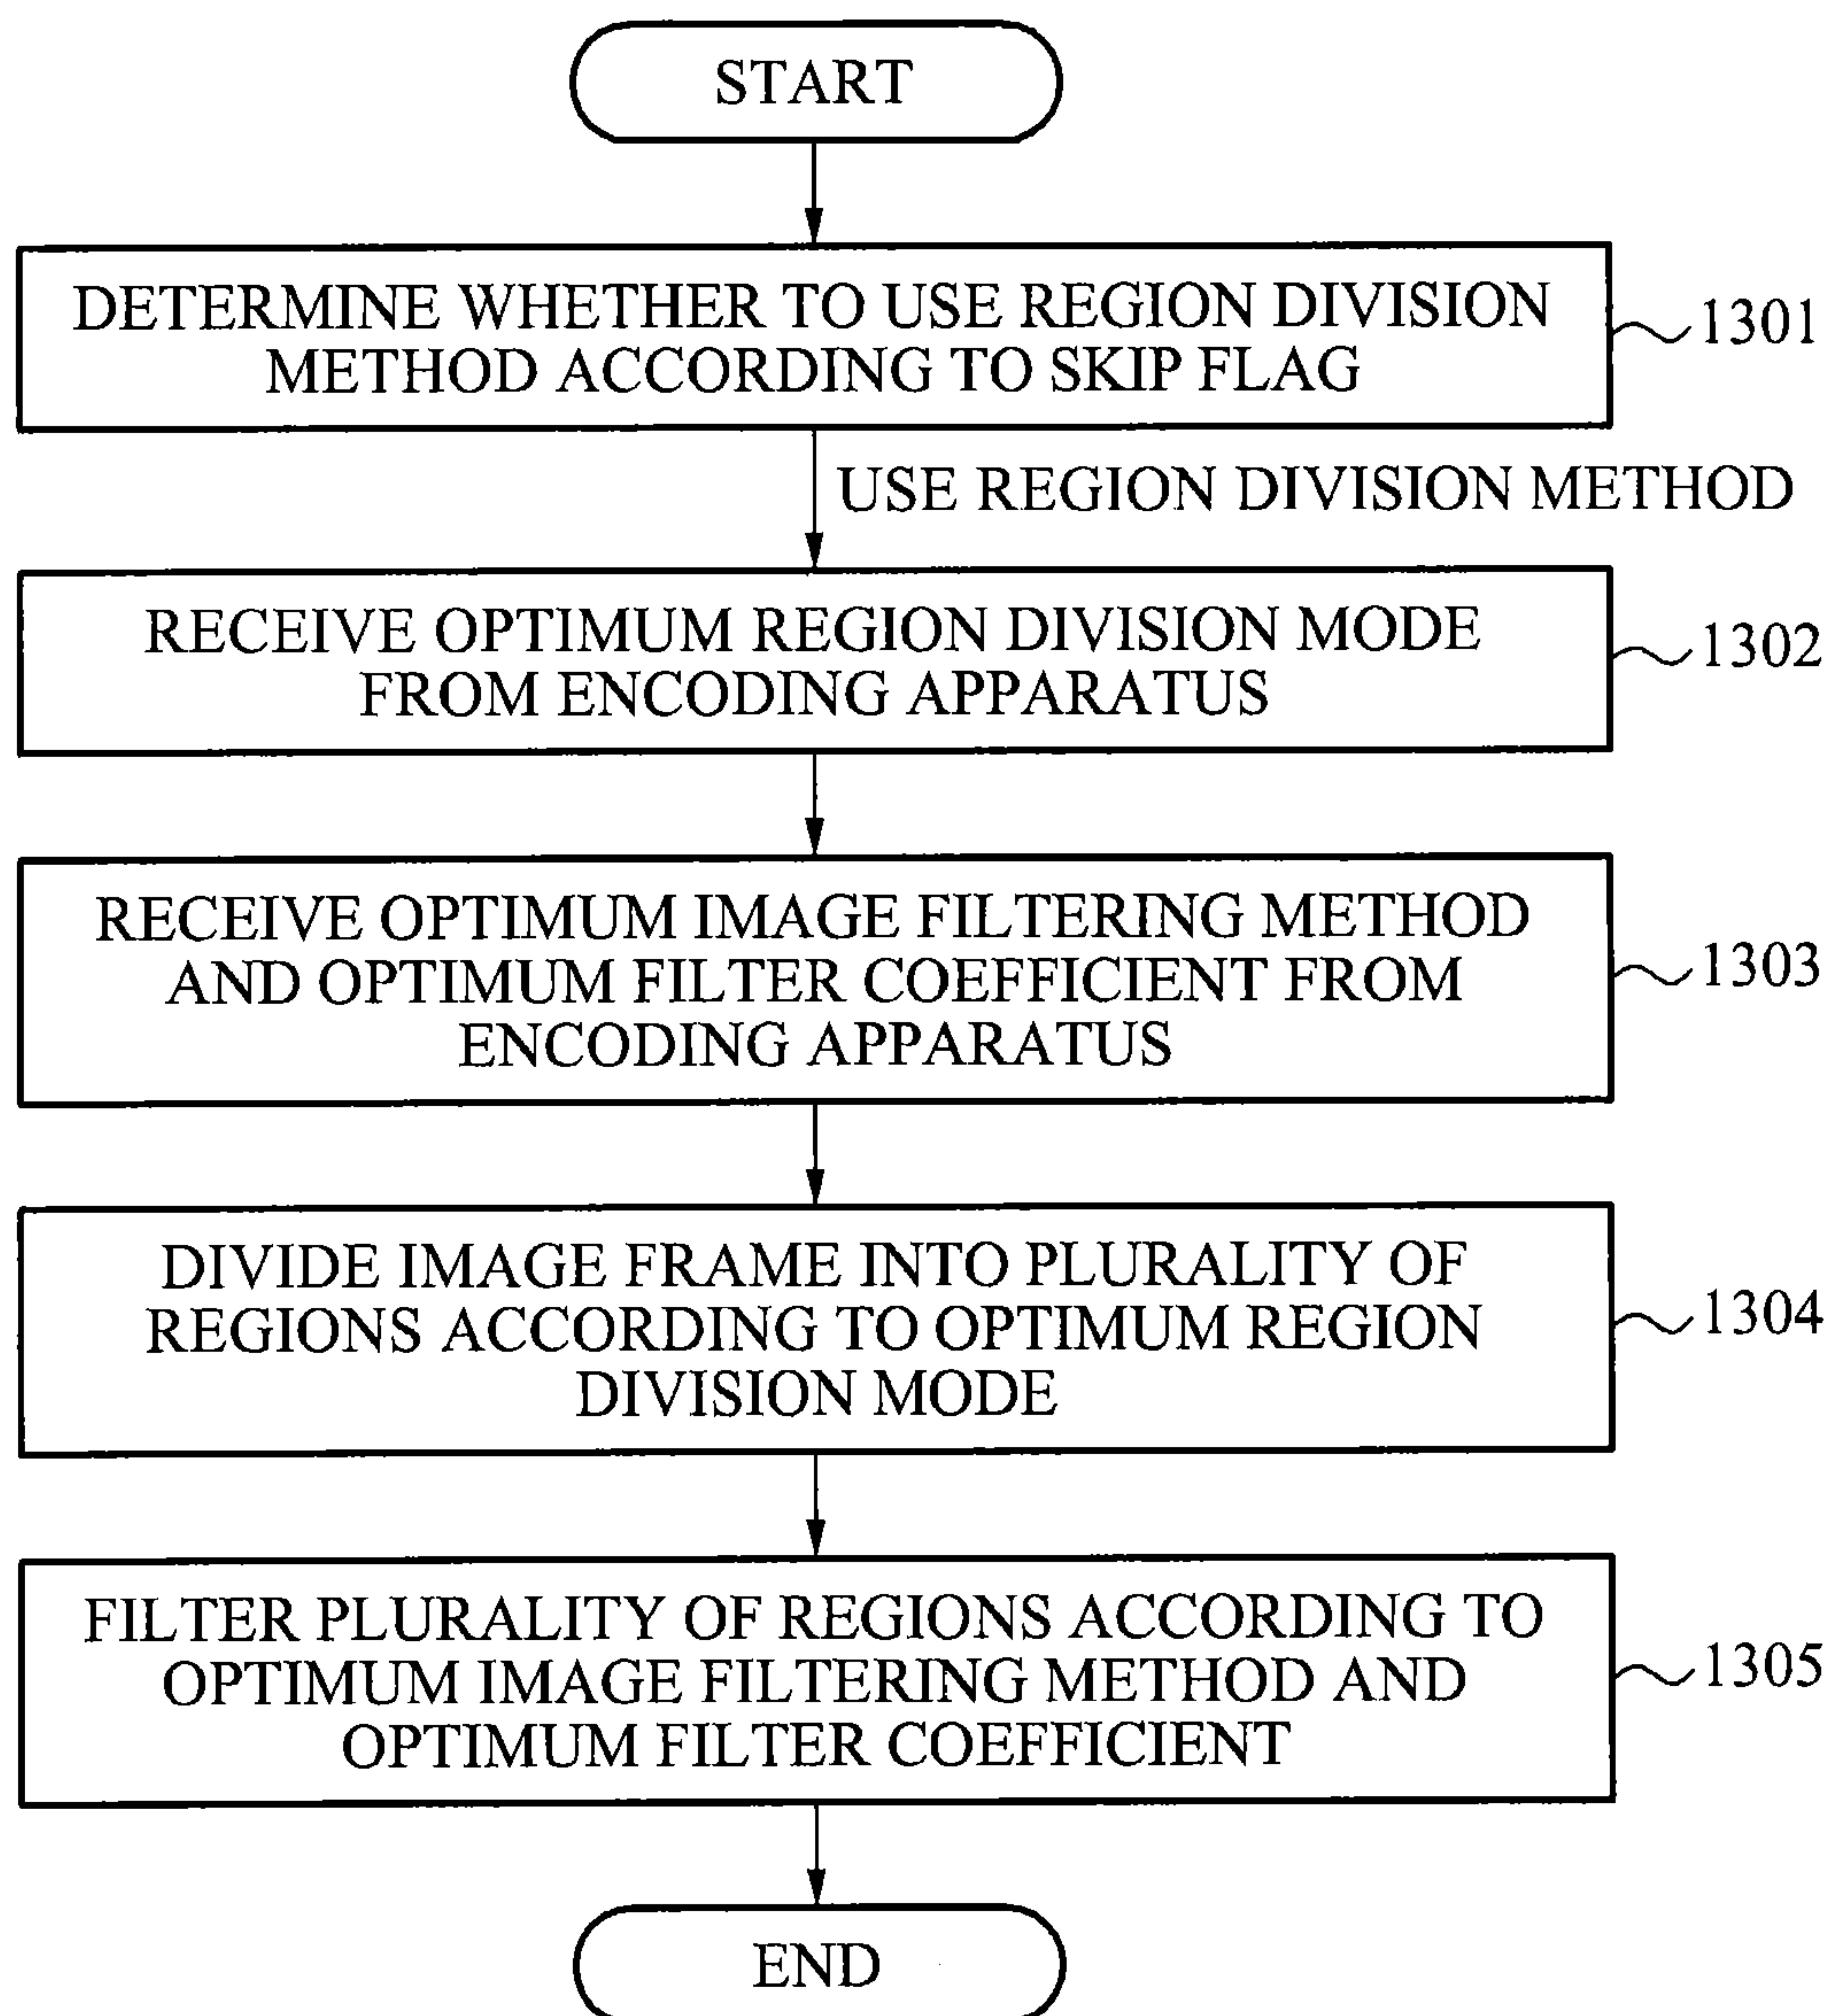 START
DETERMINE WHETHER TO USE REGION DIVISION
METHOD ACCORDING TO SKIP FLAG
1301
USE REGION DIVISION METHOD
RECEIVE OPTIMUM REGION DIVISION MODE
FROM ENCODING APPARATUS
1302
RECEIVE OPTIMUM IMAGE FILTERING METHOD
AND OPTIMUM FILTER COEFFICIENT FROM
ENCODING APPARATUS
1303
DIVIDE IMAGE FRAME INTO PLURALITY OF
REGIONS ACCORDING TO OPTIMUM REGION
DIVISION MODE
1304
FILTER PLURALITY OF REGIONS ACCORDING TO
OPTIMUM IMAGE FILTERING METHOD AND
OPTIMUM FILTER COEFFICIENT
1305
END